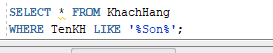 SELECT * FROM KhachHang
WHERE TenKH LIKE '%Son%';